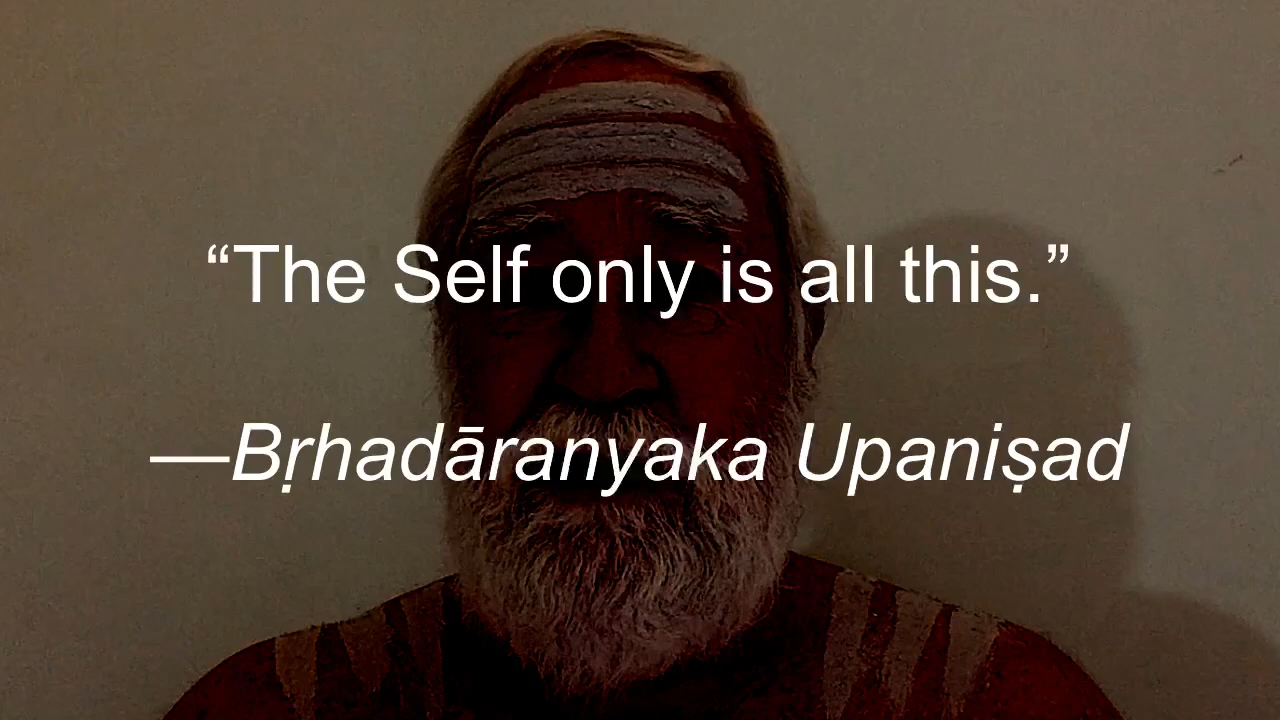 “The Self only is all this.”
—Bṛhadāranyaka Upaniṣad